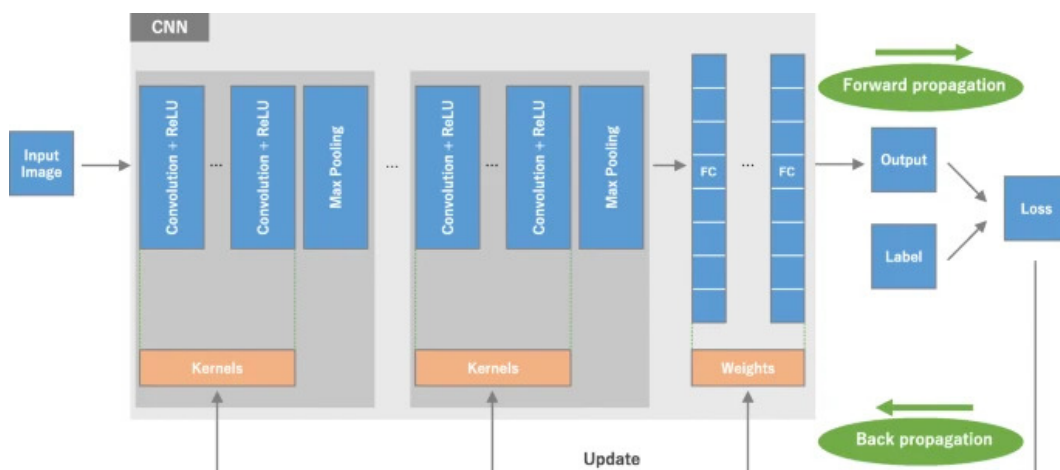 CNN
Forward propagation
Input
Image
Convolution + ReLU
...
Convolution + ReLU
Max Pooling
...
Convolution + ReLU
...
Convolution + ReLU
Max Pooling
FC
...
FC
Output
Label
Loss
Kernels
Kernels
Weights
Back propagation
Update